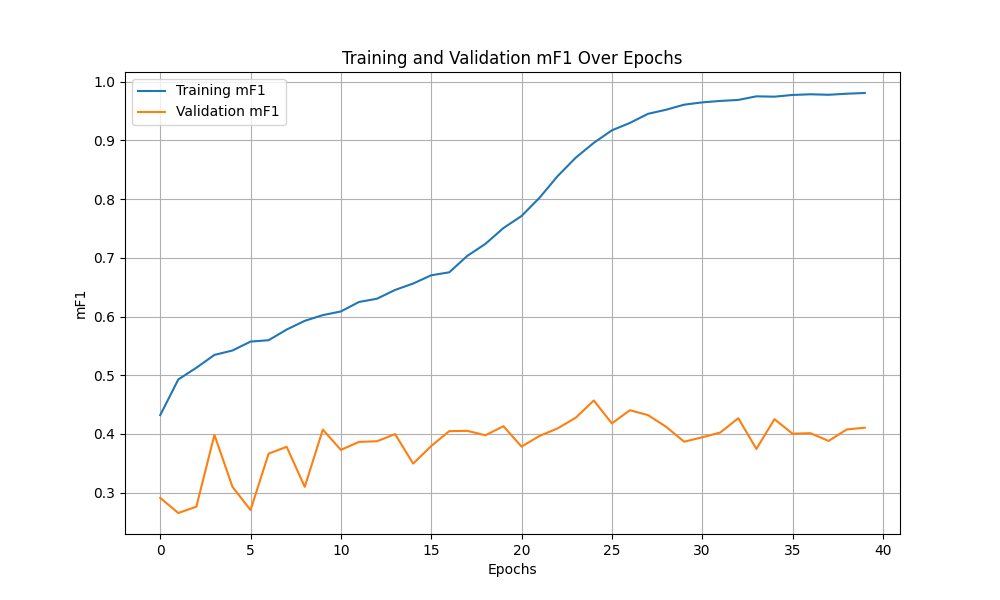 Training and Validation mF1 Over Epochs
Training mF1
Validation mF1
mF1
1.0
0.9
0.8
0.7
0.6
0.5
0.4
0.3
0 5 10 15 20 25 30 35 40
Epochs